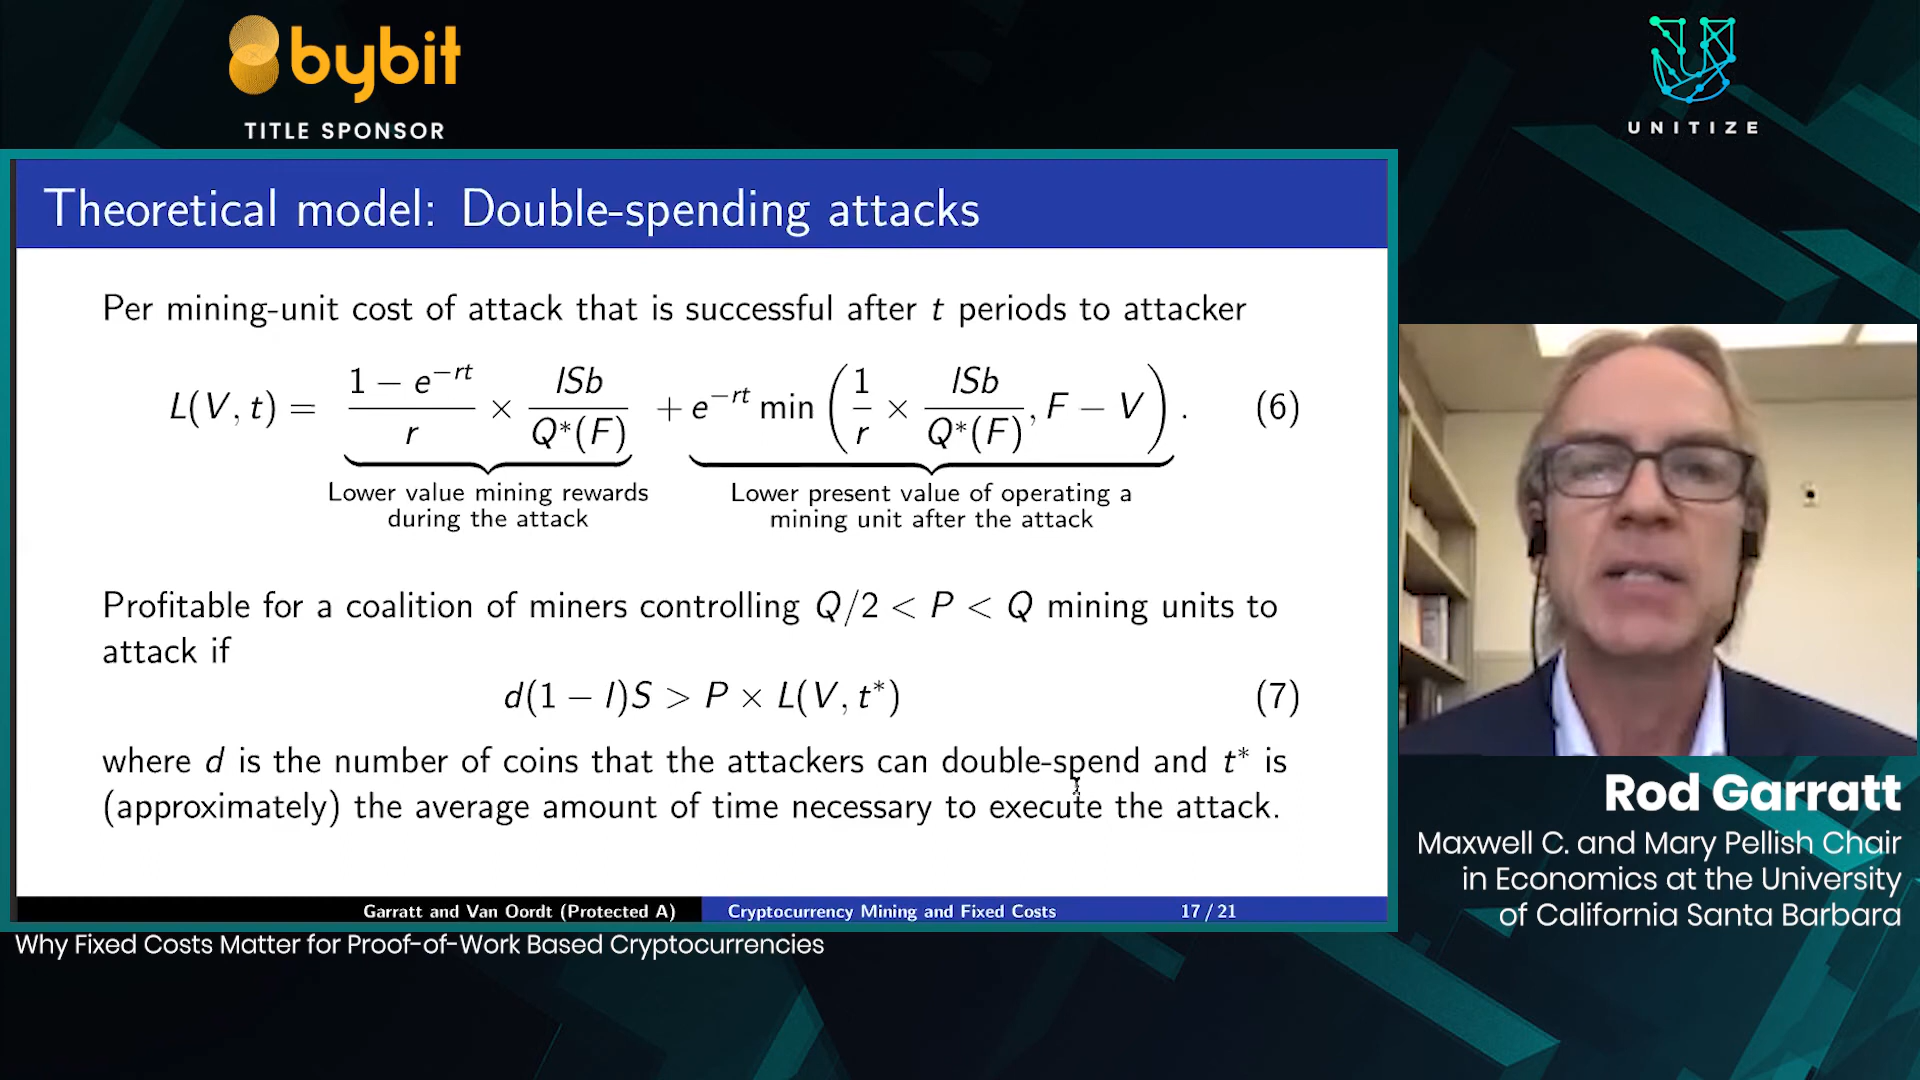 bybit
TITLE SPONSOR
UNITIZE
Theoretical model: Double-spending attacks
Per mining-unit cost of attack that is successful after t periods to attacker
L(V, t) = (1 − e^{−rt})/r × lSb/Q*(F) + e^{−rt} min (1/r × lSb/Q*(F), F − V). (6)
Lower value mining rewards
during the attack
Lower present value of operating a
mining unit after the attack
Profitable for a coalition of miners controlling Q/2 < P < Q mining units to
attack if
d(1 − l)S > P × L(V, t*) (7)
where d is the number of coins that the attackers can double-spend and t* is
(approximately) the average amount of time necessary to execute the attack.
Garratt and Van Oordt (Protected A) Cryptocurrency Mining and Fixed Costs 17 / 21
Why Fixed Costs Matter for Proof-of-Work Based Cryptocurrencies
Rod Garratt
Maxwell C. and Mary Pellish Chair
in Economics at the University
of California Santa Barbara